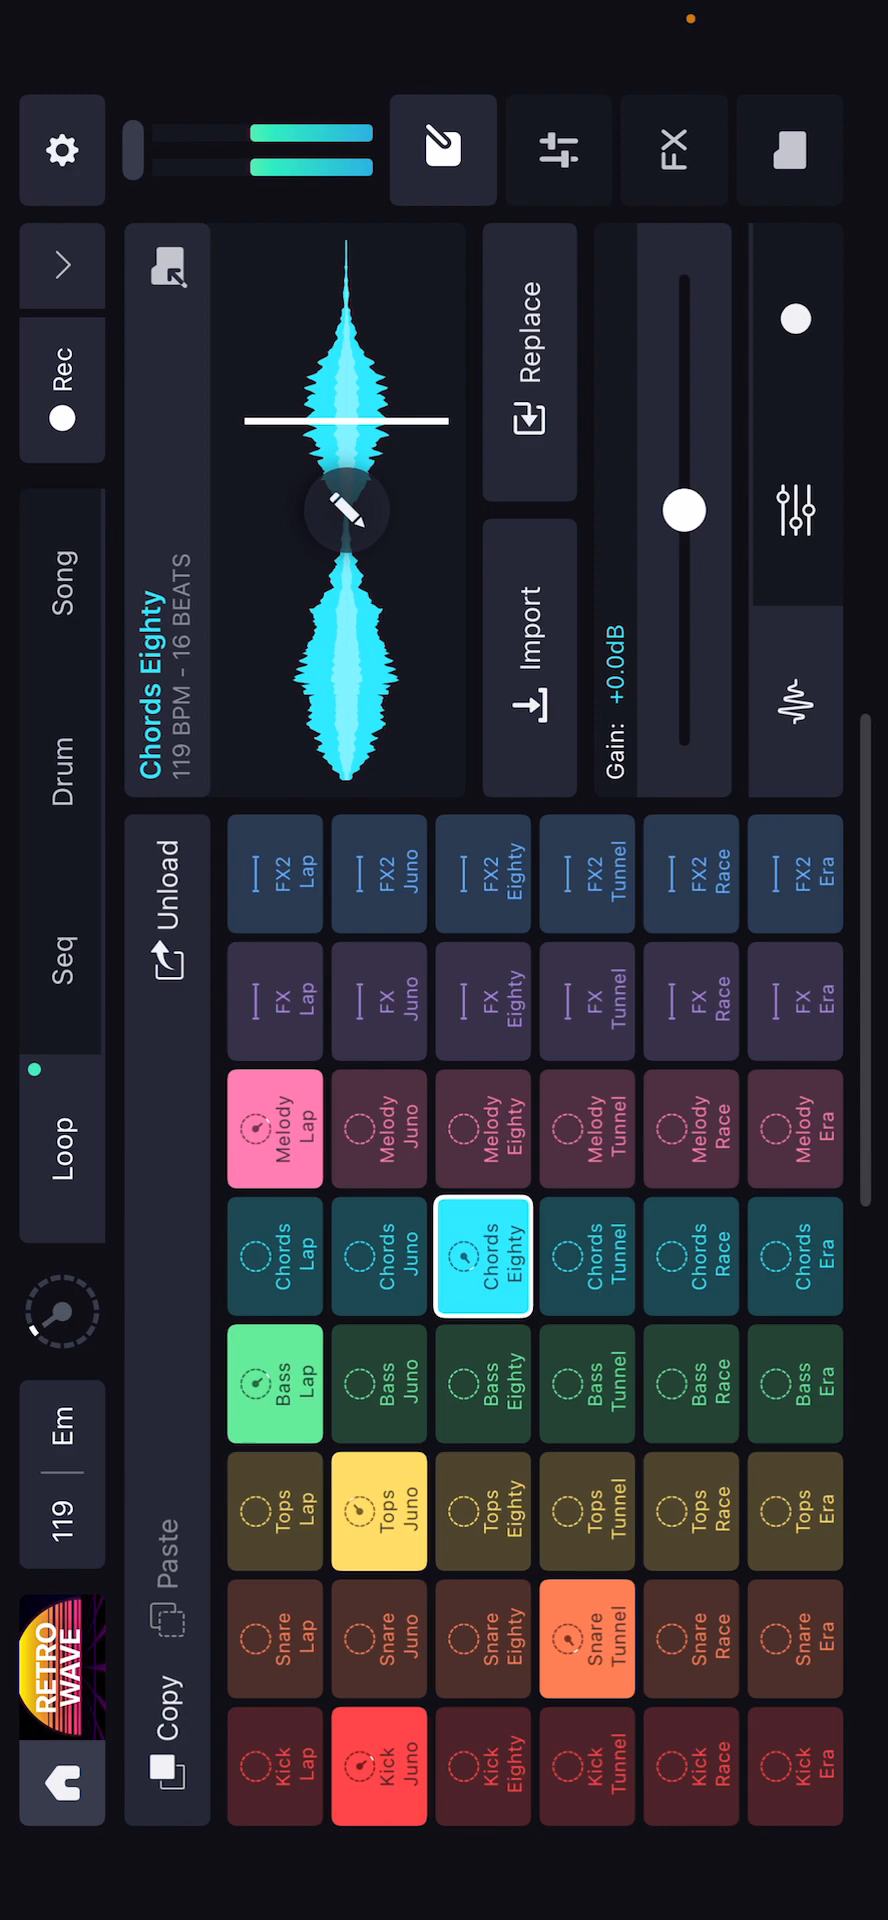 RETRO
WAVE
119
Em
Loop
Seq
Drum
Song
Rec
Copy
Paste
Unload
Chords Eighty
119 BPM - 16 BEATS
Import
Replace
Gain: +0.0dB
FX
Kick
Lap
Snare
Lap
Tops
Lap
Bass
Lap
Chords
Lap
Melody
Lap
FX
Lap
FX2
Lap
Kick
Juno
Snare
Juno
Tops
Juno
Bass
Juno
Chords
Juno
Melody
Juno
FX
Juno
FX2
Juno
Kick
Eighty
Snare
Eighty
Tops
Eighty
Bass
Eighty
Chords
Eighty
Melody
Eighty
FX
Eighty
FX2
Eighty
Kick
Tunnel
Snare
Tunnel
Tops
Tunnel
Bass
Tunnel
Chords
Tunnel
Melody
Tunnel
FX
Tunnel
FX2
Tunnel
Kick
Race
Snare
Race
Tops
Race
Bass
Race
Chords
Race
Melody
Race
FX
Race
FX2
Race
Kick
Era
Snare
Era
Tops
Era
Bass
Era
Chords
Era
Melody
Era
FX
Era
FX2
Era